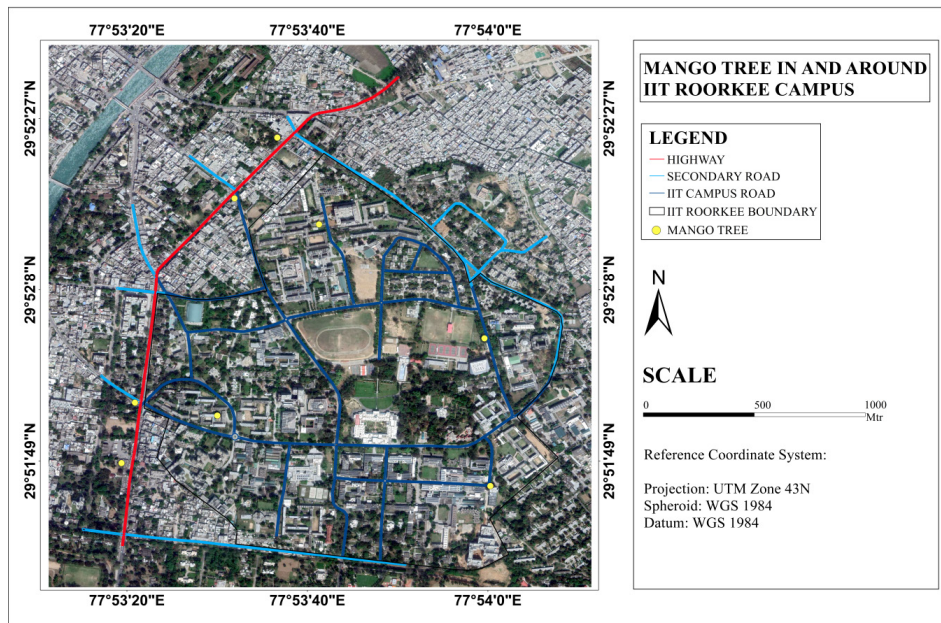 77°53'20"E 77°53'40"E 77°54'0"E
29°52'27"N 29°52'27"N
29°52'8"N 29°52'8"N
29°51'49"N 29°51'49"N
77°53'20"E 77°53'40"E 77°54'0"E
MANGO TREE IN AND AROUND
IIT ROORKEE CAMPUS
LEGEND
HIGHWAY
SECONDARY ROAD
IIT CAMPUS ROAD
IIT ROORKEE BOUNDARY
MANGO TREE
N
SCALE
0 500 1000
Mtr
Reference Coordinate System:
Projection: UTM Zone 43N
Spheroid: WGS 1984
Datum: WGS 1984